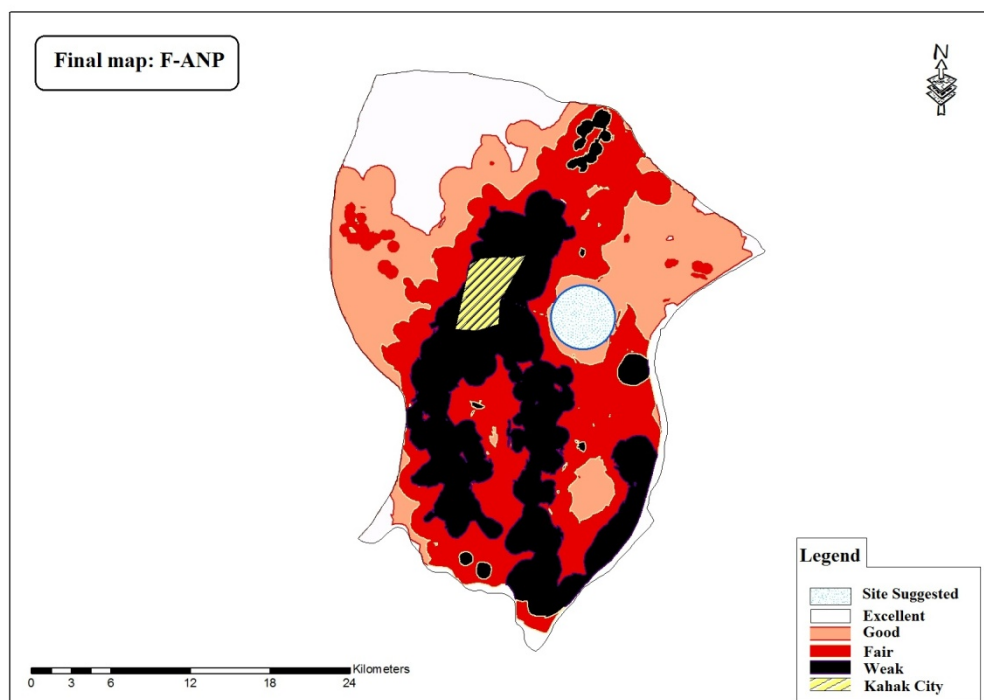 Final map: F-ANP
N
Legend
Site Suggested
Excellent
Good
Fair
Weak
Kahak City
Kilometers
0 3 6 12 18 24